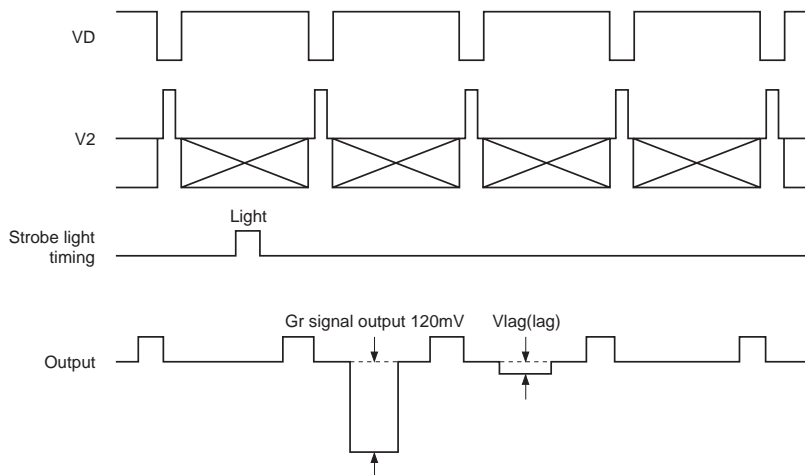 VD
V2
Light
Strobe light
timing
Gr signal output 120mV
Vlag(lag)
Output